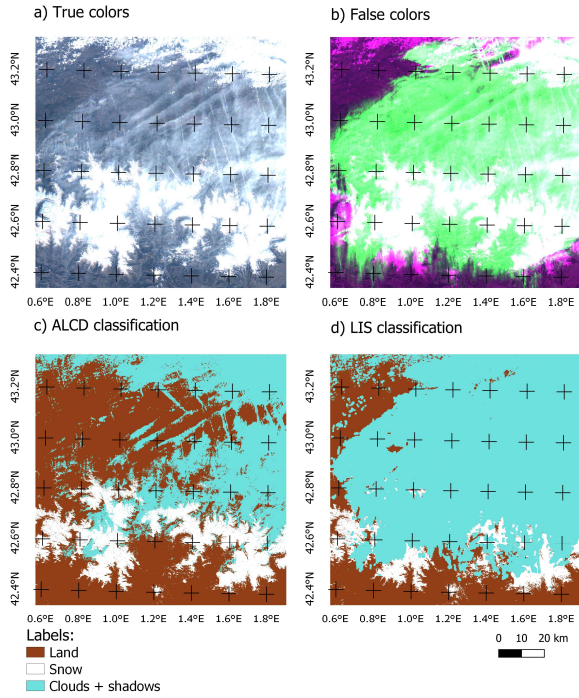 a) True colors
b) False colors
43.2°N
43.0°N
42.8°N
42.6°N
42.4°N
43.2°N
43.0°N
42.8°N
42.6°N
42.4°N
0.6°E 0.8°E 1.0°E 1.2°E 1.4°E 1.6°E 1.8°E
0.6°E 0.8°E 1.0°E 1.2°E 1.4°E 1.6°E 1.8°E
c) ALCD classification
d) LIS classification
43.2°N
43.0°N
42.8°N
42.6°N
42.4°N
43.2°N
43.0°N
42.8°N
42.6°N
42.4°N
0.6°E 0.8°E 1.0°E 1.2°E 1.4°E 1.6°E 1.8°E
0.6°E 0.8°E 1.0°E 1.2°E 1.4°E 1.6°E 1.8°E
Labels:
Land
Snow
Clouds + shadows
0 10 20 km